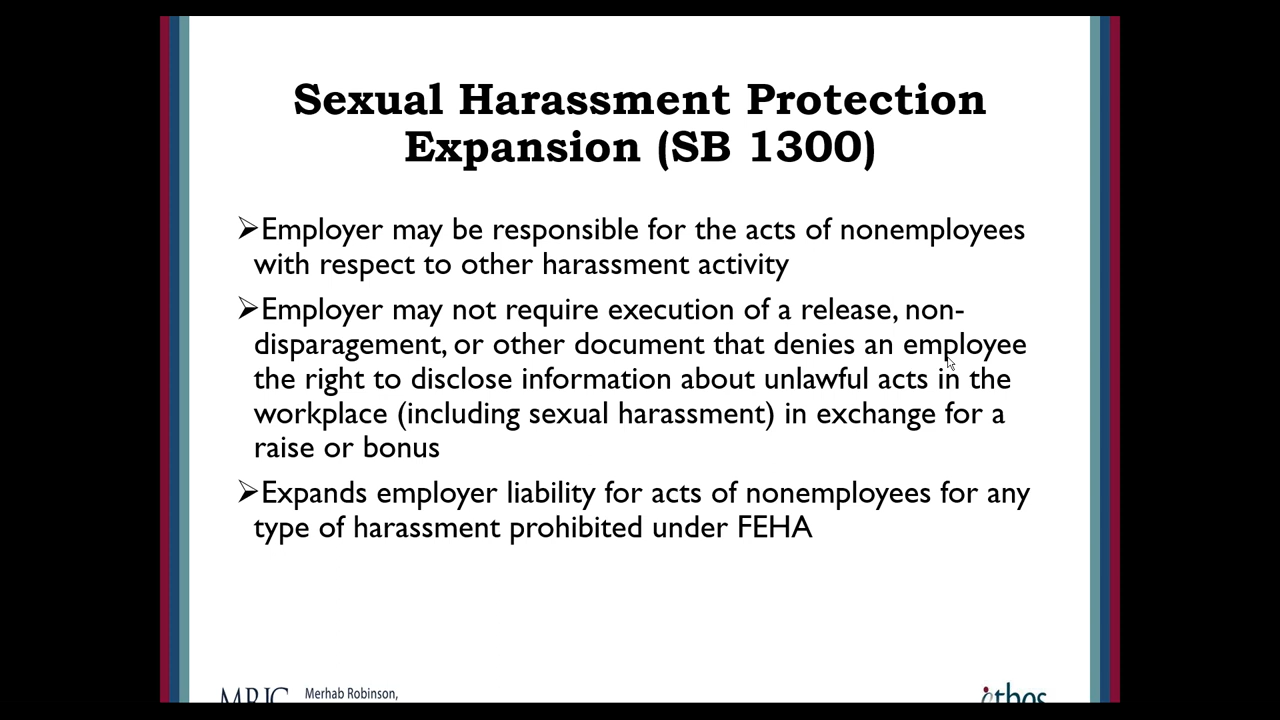 Sexual Harassment Protection
Expansion (SB 1300)
➢Employer may be responsible for the acts of nonemployees
with respect to other harassment activity
➢Employer may not require execution of a release, non-
disparagement, or other document that denies an employee
the right to disclose information about unlawful acts in the
workplace (including sexual harassment) in exchange for a
raise or bonus
➢Expands employer liability for acts of nonemployees for any
type of harassment prohibited under FEHA
Merhab Robinson,
ethos